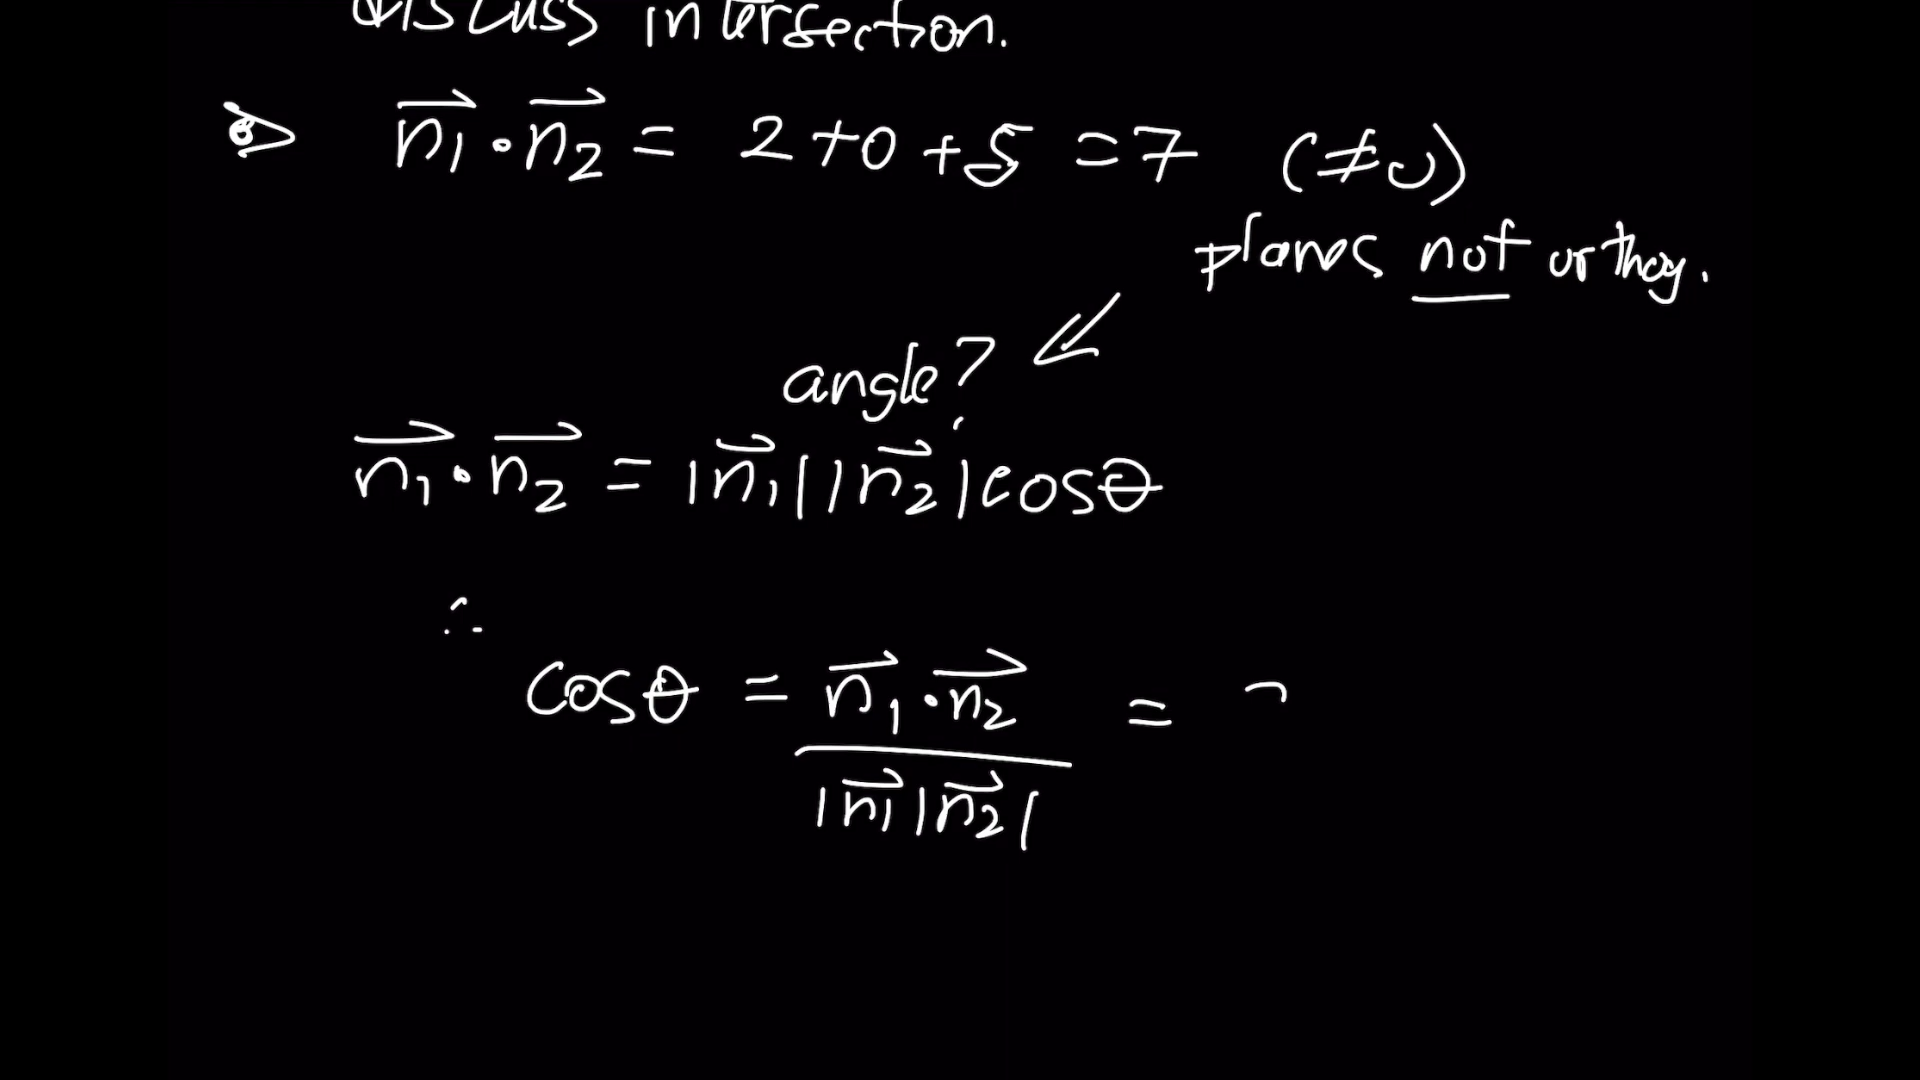 discuss intersection.
n₁⃗ · n₂⃗ = 2 + 0 + 5 = 7 (≠ 0)
planes not orthog.
angle?
n₁⃗ · n₂⃗ = |n₁⃗| |n₂⃗| cosθ
∴
cosθ = n₁⃗ · n₂⃗ / |n₁⃗| |n₂⃗| =